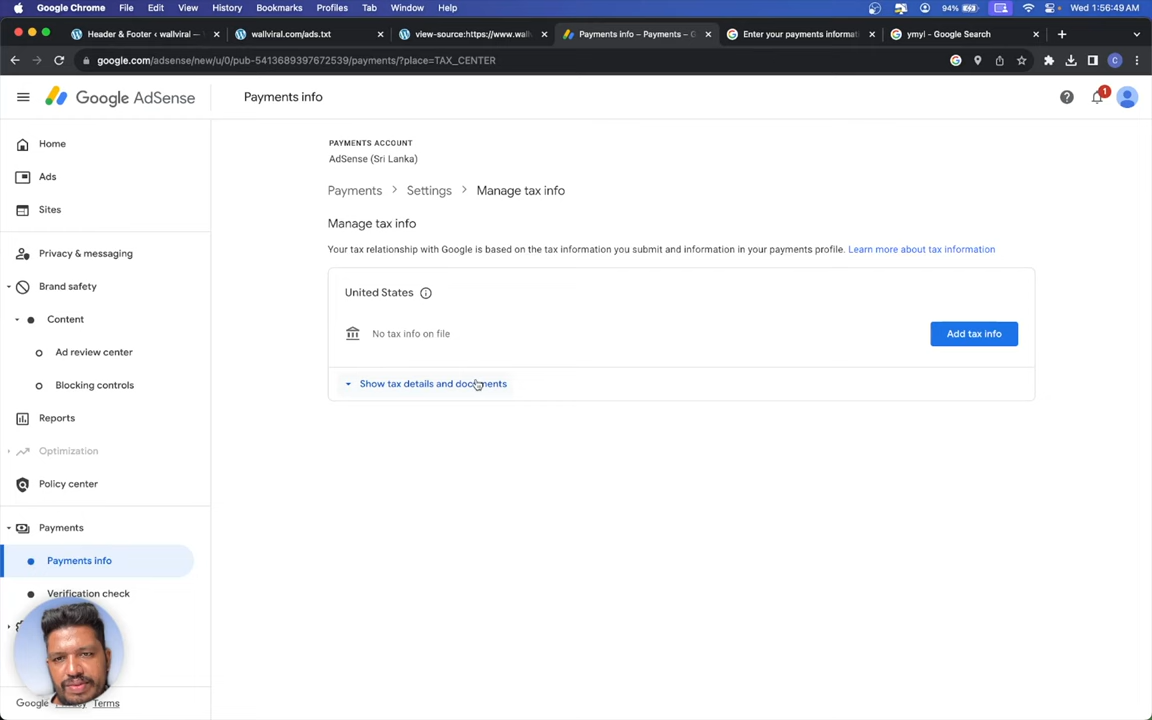 Google Chrome File Edit View History Bookmarks Profiles Tab Window Help 94% Wed 1:56:49 AM
Header & Footer ‹ wallviral — wallviral.com/ads.txt view-source:https://www.wall Payments info – Payments – G Enter your payments informati ymyl - Google Search
google.com/adsense/new/u/0/pub-5413689397672539/payments/?place=TAX_CENTER
Google AdSense
Payments info
1
C
Home
Ads
Sites
Privacy & messaging
Brand safety
Content
Ad review center
Blocking controls
Reports
Optimization
Policy center
Payments
Payments info
Verification check
Google Privacy Terms
PAYMENTS ACCOUNT
AdSense (Sri Lanka)
Payments > Settings > Manage tax info
Manage tax info
Your tax relationship with Google is based on the tax information you submit and information in your payments profile. Learn more about tax information
United States
No tax info on file
Add tax info
Show tax details and documents